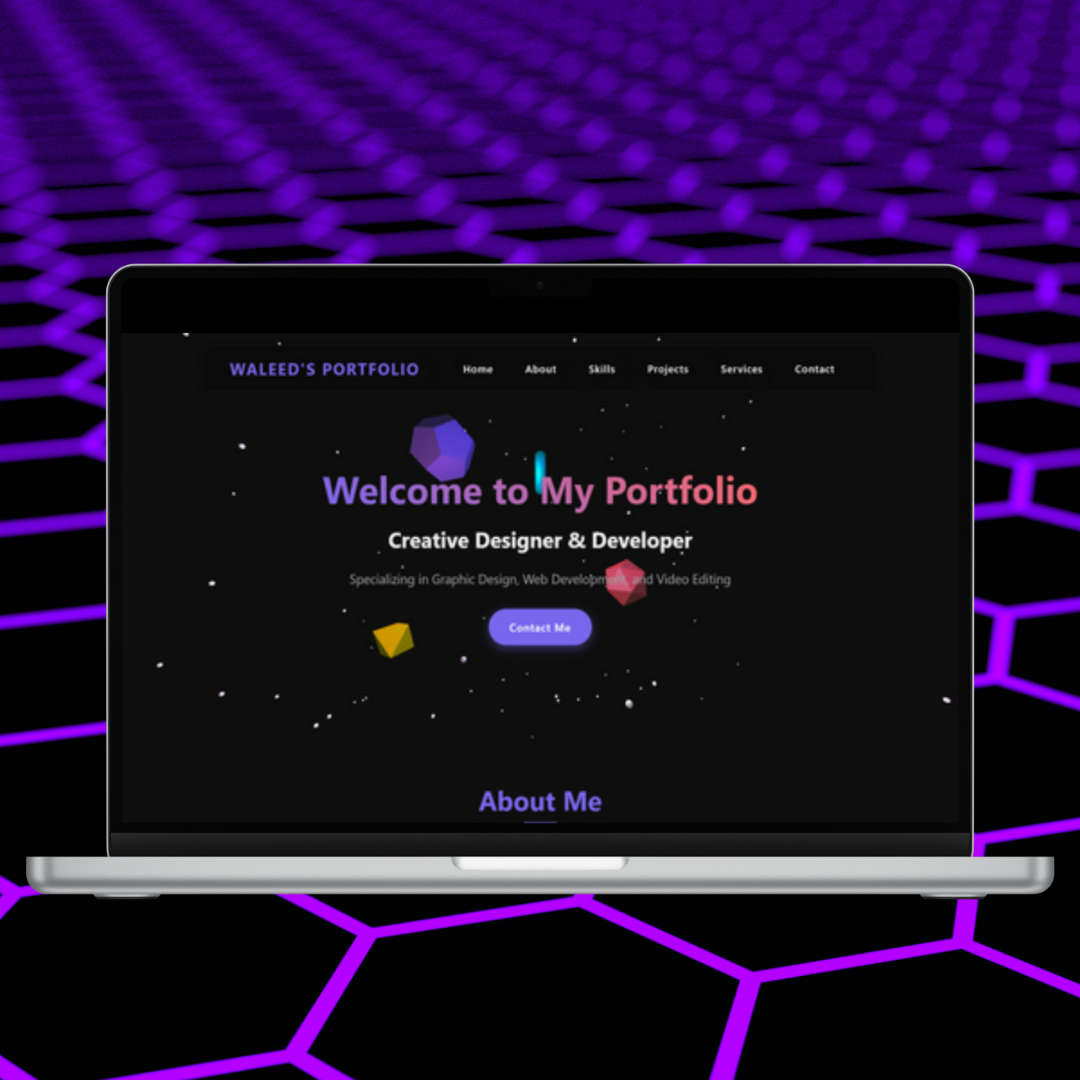 WALEED'S PORTFOLIO Home About Skills Projects Services Contact
Welcome to My Portfolio
Creative Designer & Developer
Specializing in Graphic Design, Web Development, and Video Editing
Contact Me
About Me